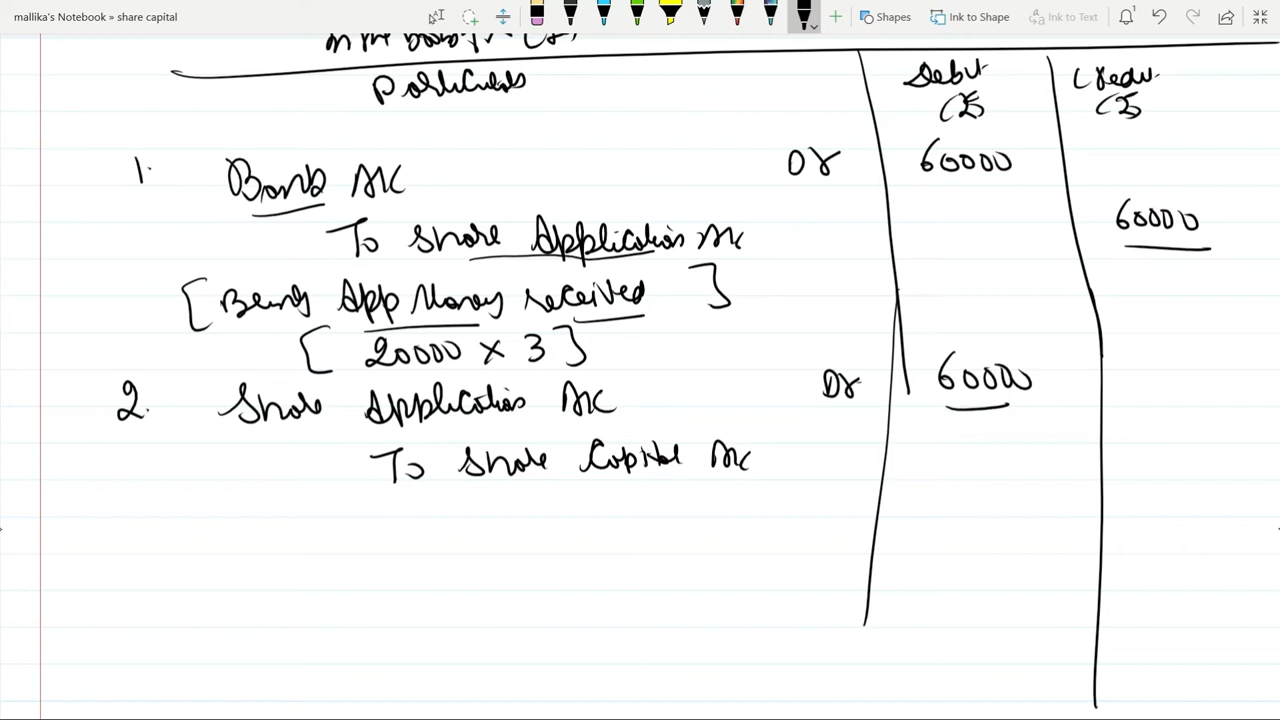 mallika's Notebook » share capital
Shapes Ink to Shape Ink to Text
Particulars Debit Credit
(₹) (₹)
1. Bank A/c Dr 60000
To Share Application A/c 60000
[Being App Money received]
[20000 × 3]
2. Share Application A/c Dr 60000
To Share Capital A/c